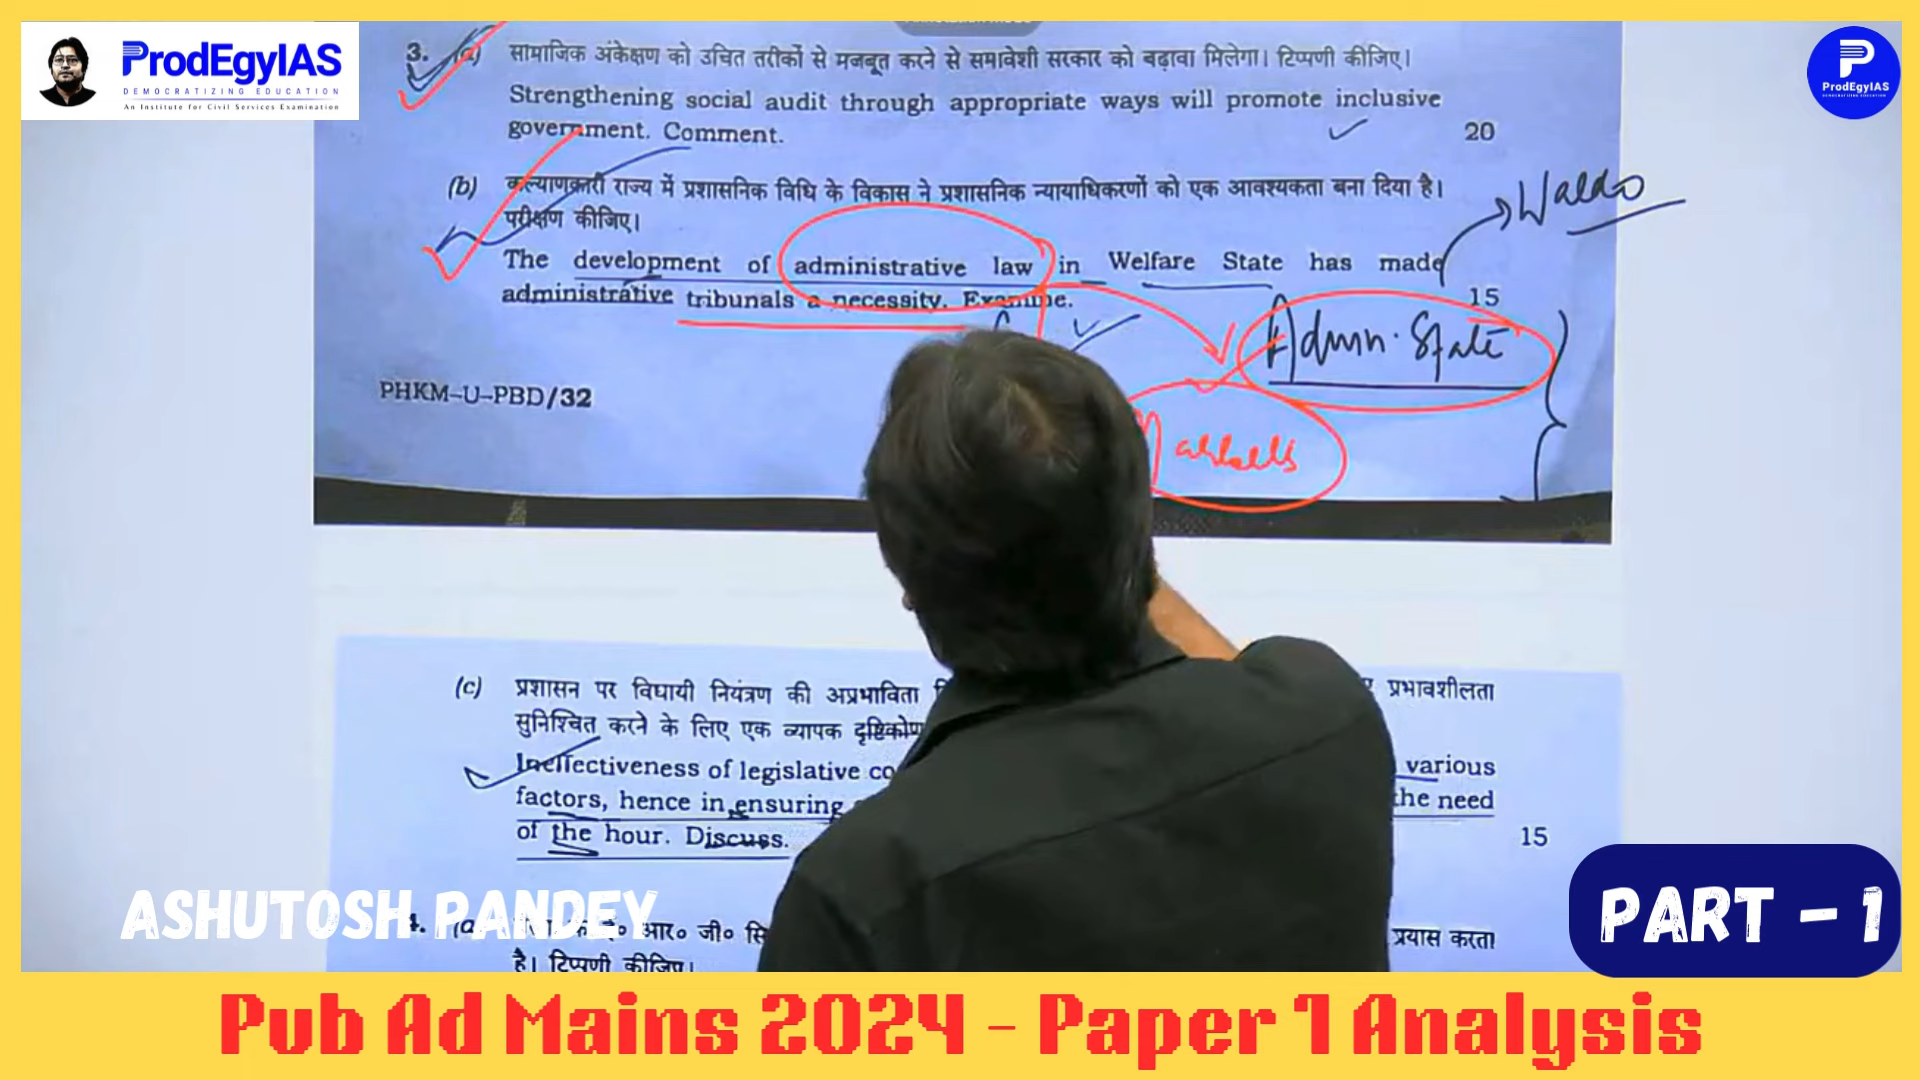 ProdEgyIAS
DEMOCRATIZING EDUCATION
An Institute for Civil Services Examination
P
ProdEgyIAS
3. (a) सामाजिक अंकेक्षण को उचित तरीकों से मजबूत करने से समावेशी सरकार को बढ़ावा मिलेगा। टिप्पणी कीजिए।
Strengthening social audit through appropriate ways will promote inclusive
government. Comment. 20
(b) कल्याणकारी राज्य में प्रशासनिक विधि के विकास ने प्रशासनिक न्यायाधिकरणों को एक आवश्यकता बना दिया है।
परीक्षण कीजिए।
Waldo
The development of administrative law in Welfare State has made
administrative tribunals a necessity. Examine. 15
Admn. State
PHKM-U-PBD/32
(c) प्रशासन पर विधायी नियंत्रण की अप्रभाविता प्रभावशीलता
सुनिश्चित करने के लिए एक व्यापक दृष्टिकोण
Ineffectiveness of legislative co various
factors, hence in ensuring the need
of the hour. Discuss. 15
4. (a) आर० जी० प्रयास करता
है। टिप्पणी कीजिए।
ASHUTOSH PANDEY
PART - 1
Pub Ad Mains 2024 - Paper 1 Analysis